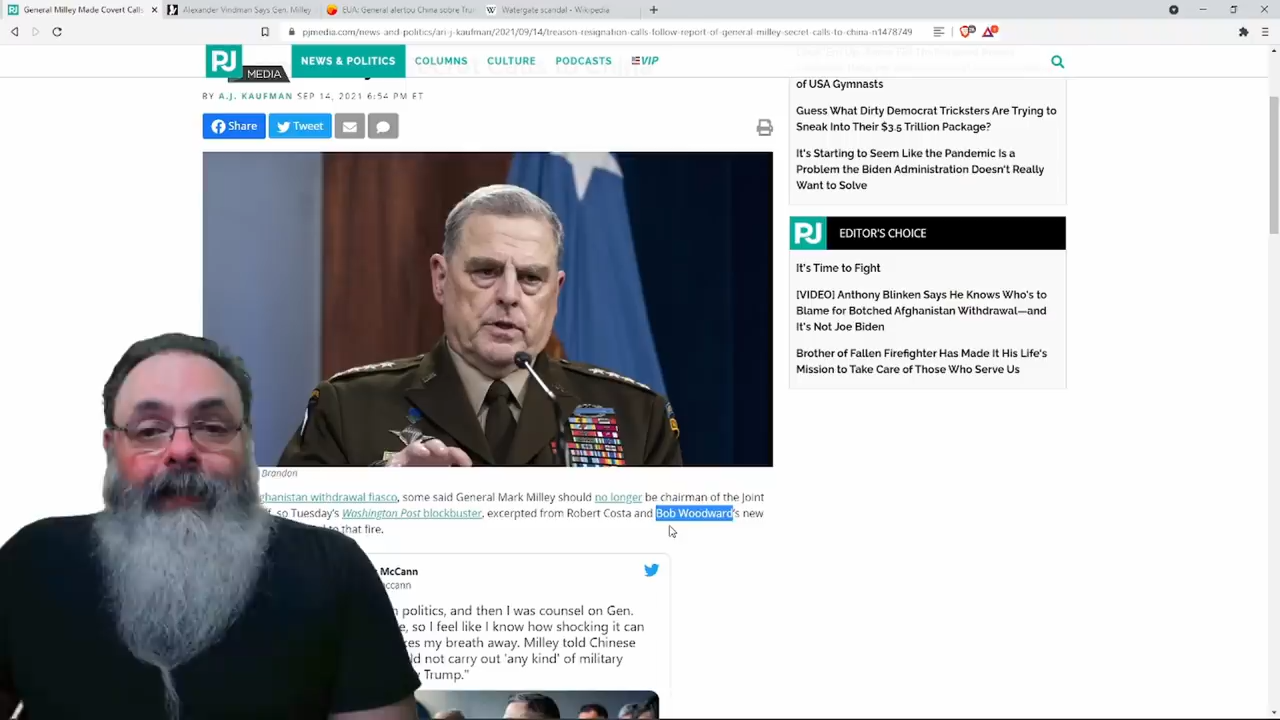 General Milley Made Covert Calls
Alexander Vindman Says Gen. Milley
EUA: General alertou China sobre Tru
Watergate scandal - Wikipedia
pjmedia.com/news-and-politics/ari-j-kaufman/2021/09/14/treason-resignation-calls-follow-report-of-general-milley-secret-calls-to-china-n1478749
PJ MEDIA
NEWS & POLITICS
COLUMNS
CULTURE
PODCASTS
VIP
BY A.J. KAUFMAN SEP 14, 2021 6:54 PM ET
Share
Tweet
Brandon
ghanistan withdrawal fiasco, some said General Mark Milley should no longer be chairman of the Joint
so Tuesday's Washington Post blockbuster, excerpted from Robert Costa and Bob Woodward's new
to that fire.
McCann
ccann
politics, and then I was counsel on Gen.
so I feel like I know how shocking it can
es my breath away. Milley told Chinese
ld not carry out 'any kind' of military
Trump."
of USA Gymnasts
Guess What Dirty Democrat Tricksters Are Trying to
Sneak Into Their $3.5 Trillion Package?
It's Starting to Seem Like the Pandemic Is a
Problem the Biden Administration Doesn't Really
Want to Solve
PJ
EDITOR'S CHOICE
It's Time to Fight
[VIDEO] Anthony Blinken Says He Knows Who's to
Blame for Botched Afghanistan Withdrawal—and
It's Not Joe Biden
Brother of Fallen Firefighter Has Made It His Life's
Mission to Take Care of Those Who Serve Us